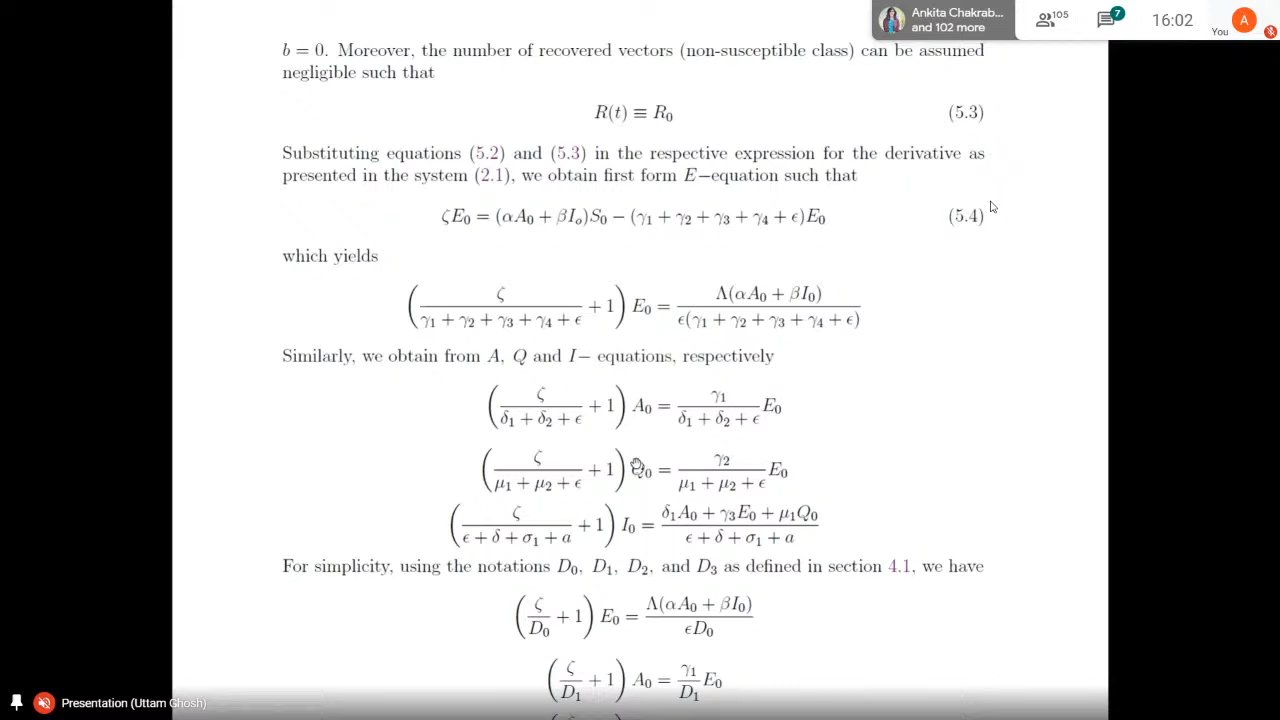 Ankita Chakrab...
and 102 more
105
7
16:02
You
A
b = 0. Moreover, the number of recovered vectors (non-susceptible class) can be assumed
negligible such that
R(t) ≡ R₀ (5.3)
Substituting equations (5.2) and (5.3) in the respective expression for the derivative as
presented in the system (2.1), we obtain first form E−equation such that
ζE₀ = (αA₀ + βIₒ)S₀ − (γ₁ + γ₂ + γ₃ + γ₄ + ϵ)E₀ (5.4)
which yields
(ζ/(γ₁ + γ₂ + γ₃ + γ₄ + ϵ) + 1) E₀ = Λ(αA₀ + βI₀)/(ϵ(γ₁ + γ₂ + γ₃ + γ₄ + ϵ))
Similarly, we obtain from A, Q and I− equations, respectively
(ζ/(δ₁ + δ₂ + ϵ) + 1) A₀ = γ₁/(δ₁ + δ₂ + ϵ) E₀
(ζ/(μ₁ + μ₂ + ϵ) + 1) Q₀ = γ₂/(μ₁ + μ₂ + ϵ) E₀
(ζ/(ϵ + δ + σ₁ + a) + 1) I₀ = (δ₁A₀ + γ₃E₀ + μ₁Q₀)/(ϵ + δ + σ₁ + a)
For simplicity, using the notations D₀, D₁, D₂, and D₃ as defined in section 4.1, we have
(ζ/D₀ + 1) E₀ = Λ(αA₀ + βI₀)/(ϵD₀)
(ζ/D₁ + 1) A₀ = γ₁/D₁ E₀
Presentation (Uttam Ghosh)